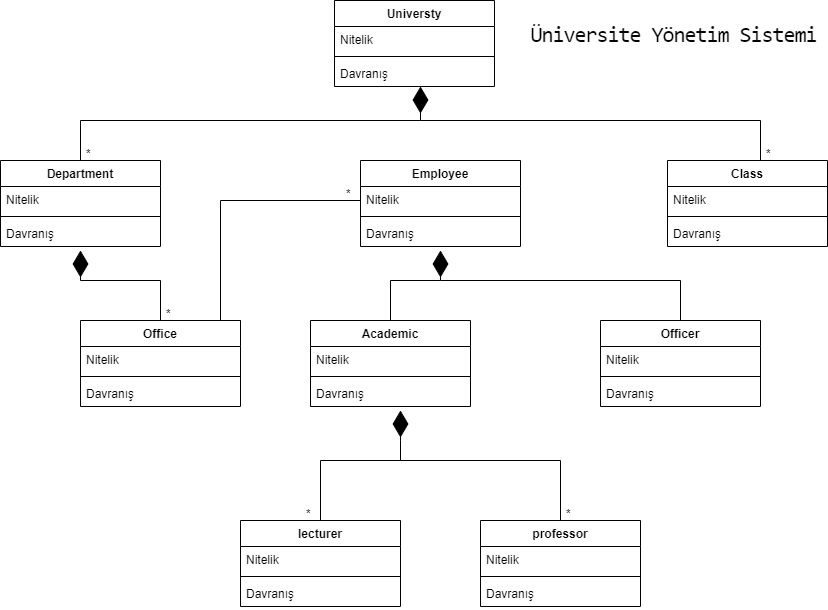 Universty
Nitelik
Davranış
Üniversite Yönetim Sistemi
*
*
Department
Nitelik
Davranış
*
Employee
Nitelik
Davranış
Class
Nitelik
Davranış
*
Office
Nitelik
Davranış
Academic
Nitelik
Davranış
Officer
Nitelik
Davranış
*
*
lecturer
Nitelik
Davranış
professor
Nitelik
Davranış